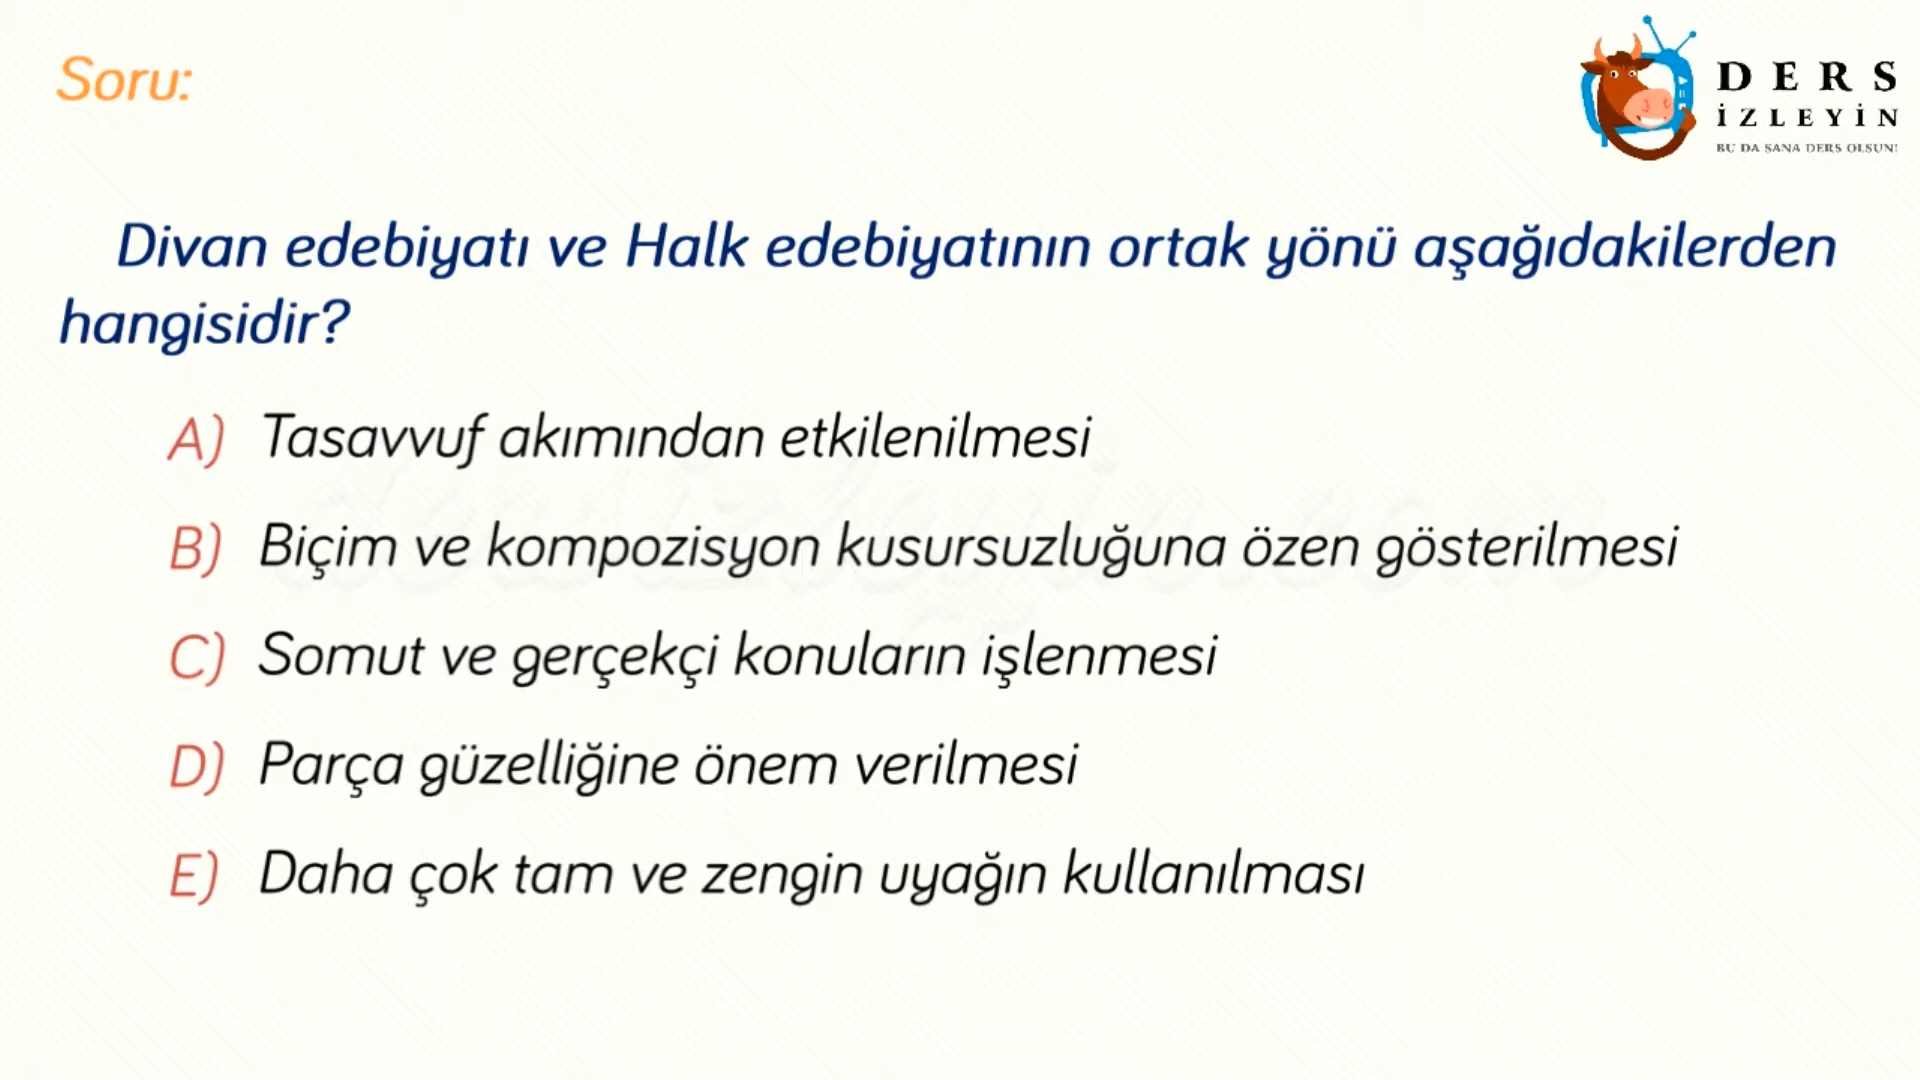 Soru:
DERS
İZLEYİN
BU DA SANA DERS OLSUN!
Divan edebiyatı ve Halk edebiyatının ortak yönü aşağıdakilerden
hangisidir?
A) Tasavvuf akımından etkilenilmesi
B) Biçim ve kompozisyon kusursuzluğuna özen gösterilmesi
C) Somut ve gerçekçi konuların işlenmesi
D) Parça güzelliğine önem verilmesi
E) Daha çok tam ve zengin uyağın kullanılması